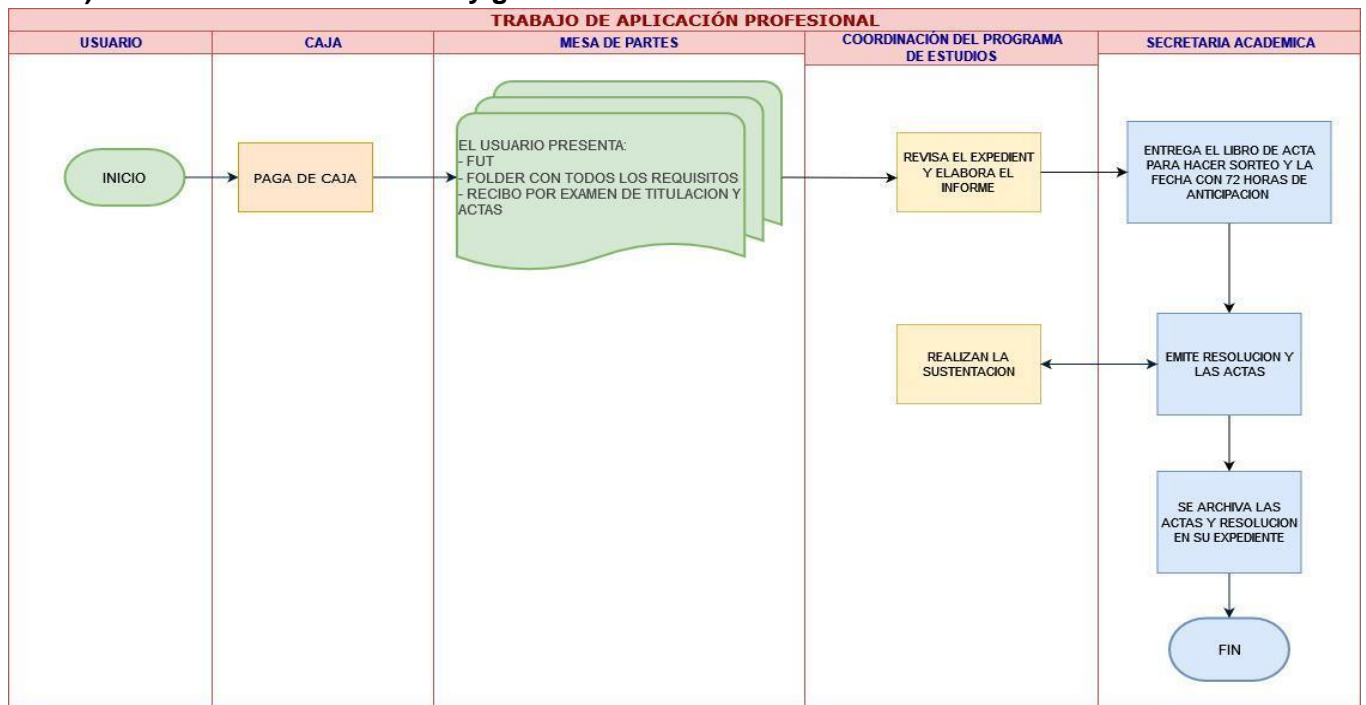 TRABAJO DE APLICACIÓN PROFESIONAL
USUARIO
CAJA
MESA DE PARTES
COORDINACIÓN DEL PROGRAMA
DE ESTUDIOS
SECRETARIA ACADEMICA
INICIO
PAGA DE CAJA
EL USUARIO PRESENTA:
- FUT
- FOLDER CON TODOS LOS REQUISITOS
- RECIBO POR EXAMEN DE TITULACION Y
ACTAS
REVISA EL EXPEDIENT
Y ELABORA EL
INFORME
ENTREGA EL LIBRO DE ACTA
PARA HACER SORTEO Y LA
FECHA CON 72 HORAS DE
ANTICIPACION
REALIZAN LA
SUSTENTACION
EMITE RESOLUCION Y
LAS ACTAS
SE ARCHIVA LAS
ACTAS Y RESOLUCION
EN SU EXPEDIENTE
FIN